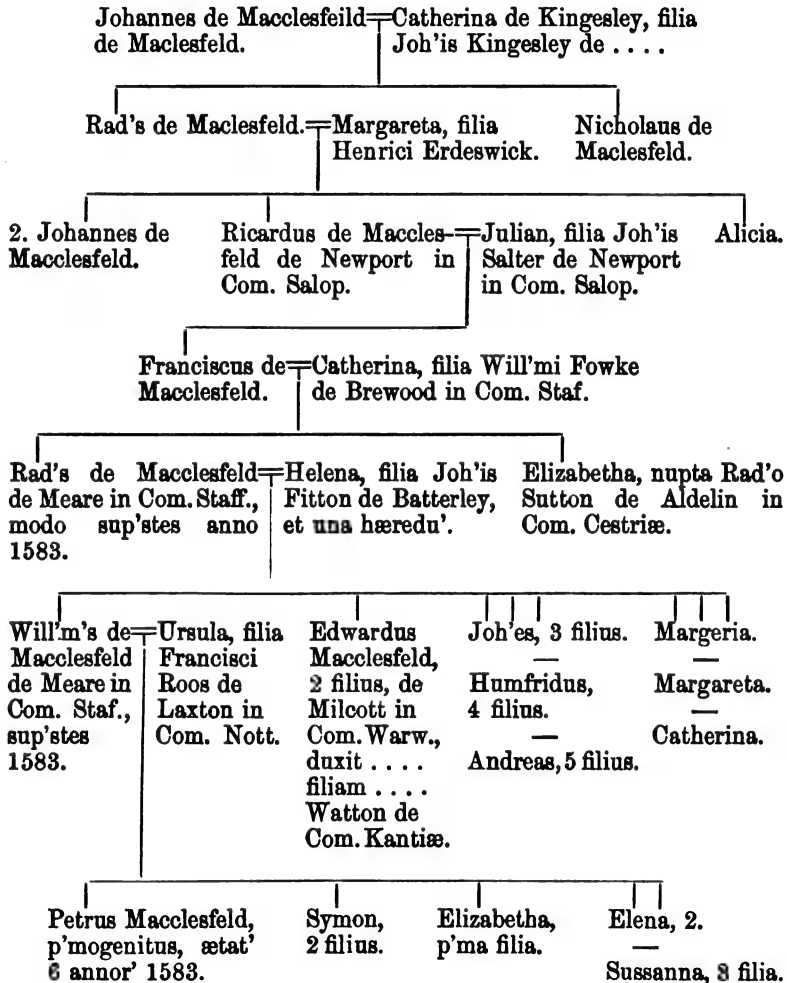 Johannes de Macclesfeild=Catherina de Kingesley, filia
de Maclesfeld.
Joh'is Kingesley de . . . .
Rad's de Maclesfeld.=Margareta, filia
Henrici Erdeswick.
Nicholaus de
Maclesfeld.
2. Johannes de
Macclesfeld.
Ricardus de Maccles-
feld de Newport in
Com. Salop.
=Julian, filia Joh'is
Salter de Newport
in Com. Salop.
Alicia.
Franciscus de
Macclesfeld.
=Catherina, filia Will'mi Fowke
de Brewood in Com. Staf.
Rad's de Macclesfeld
de Meare in Com. Staff.,
modo sup'stes anno
1583.
=Helena, filia Joh'is
Fitton de Batterley,
et una hæredu'.
Elizabetha, nupta Rad'o
Sutton de Aldelin in
Com. Cestriæ.
Will'm's de
Macclesfeld
de Meare in
Com. Staf.,
sup'stes
1583.
=Ursula, filia
Francisci
Roos de
Laxton in
Com. Nott.
Edwardus
Macclesfeld,
2 filius, de
Milcott in
Com. Warw.,
duxit . . . .
filiam . . . .
Watton de
Com. Kantiæ.
Joh'es, 3 filius.
—
Humfridus,
4 filius.
—
Andreas, 5 filius.
Margeria.
—
Margareta.
—
Catherina.
Petrus Macclesfeld,
p'mogenitus, ætat'
6 annor' 1583.
Symon,
2 filius.
Elizabetha,
p'ma filia.
Elena, 2.
—
Sussanna, 3 filia.